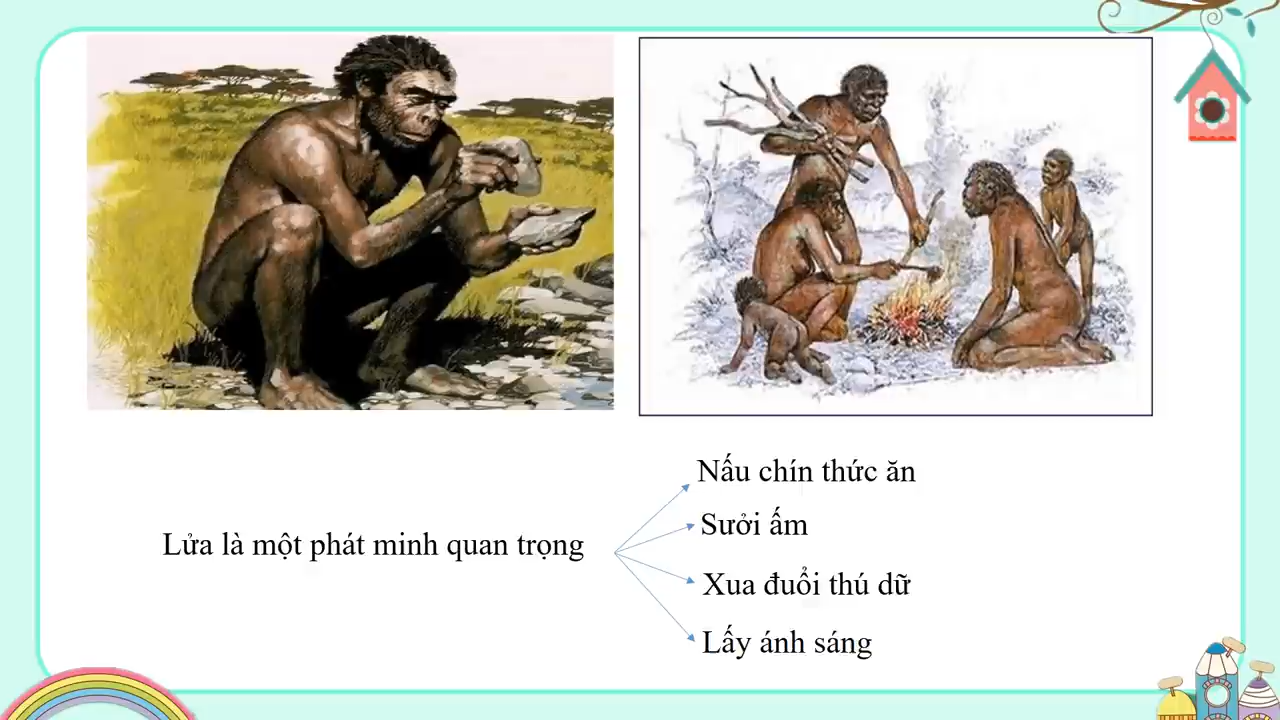 Lửa là một phát minh quan trọng
Nấu chín thức ăn
Sưởi ấm
Xua đuổi thú dữ
Lấy ánh sáng